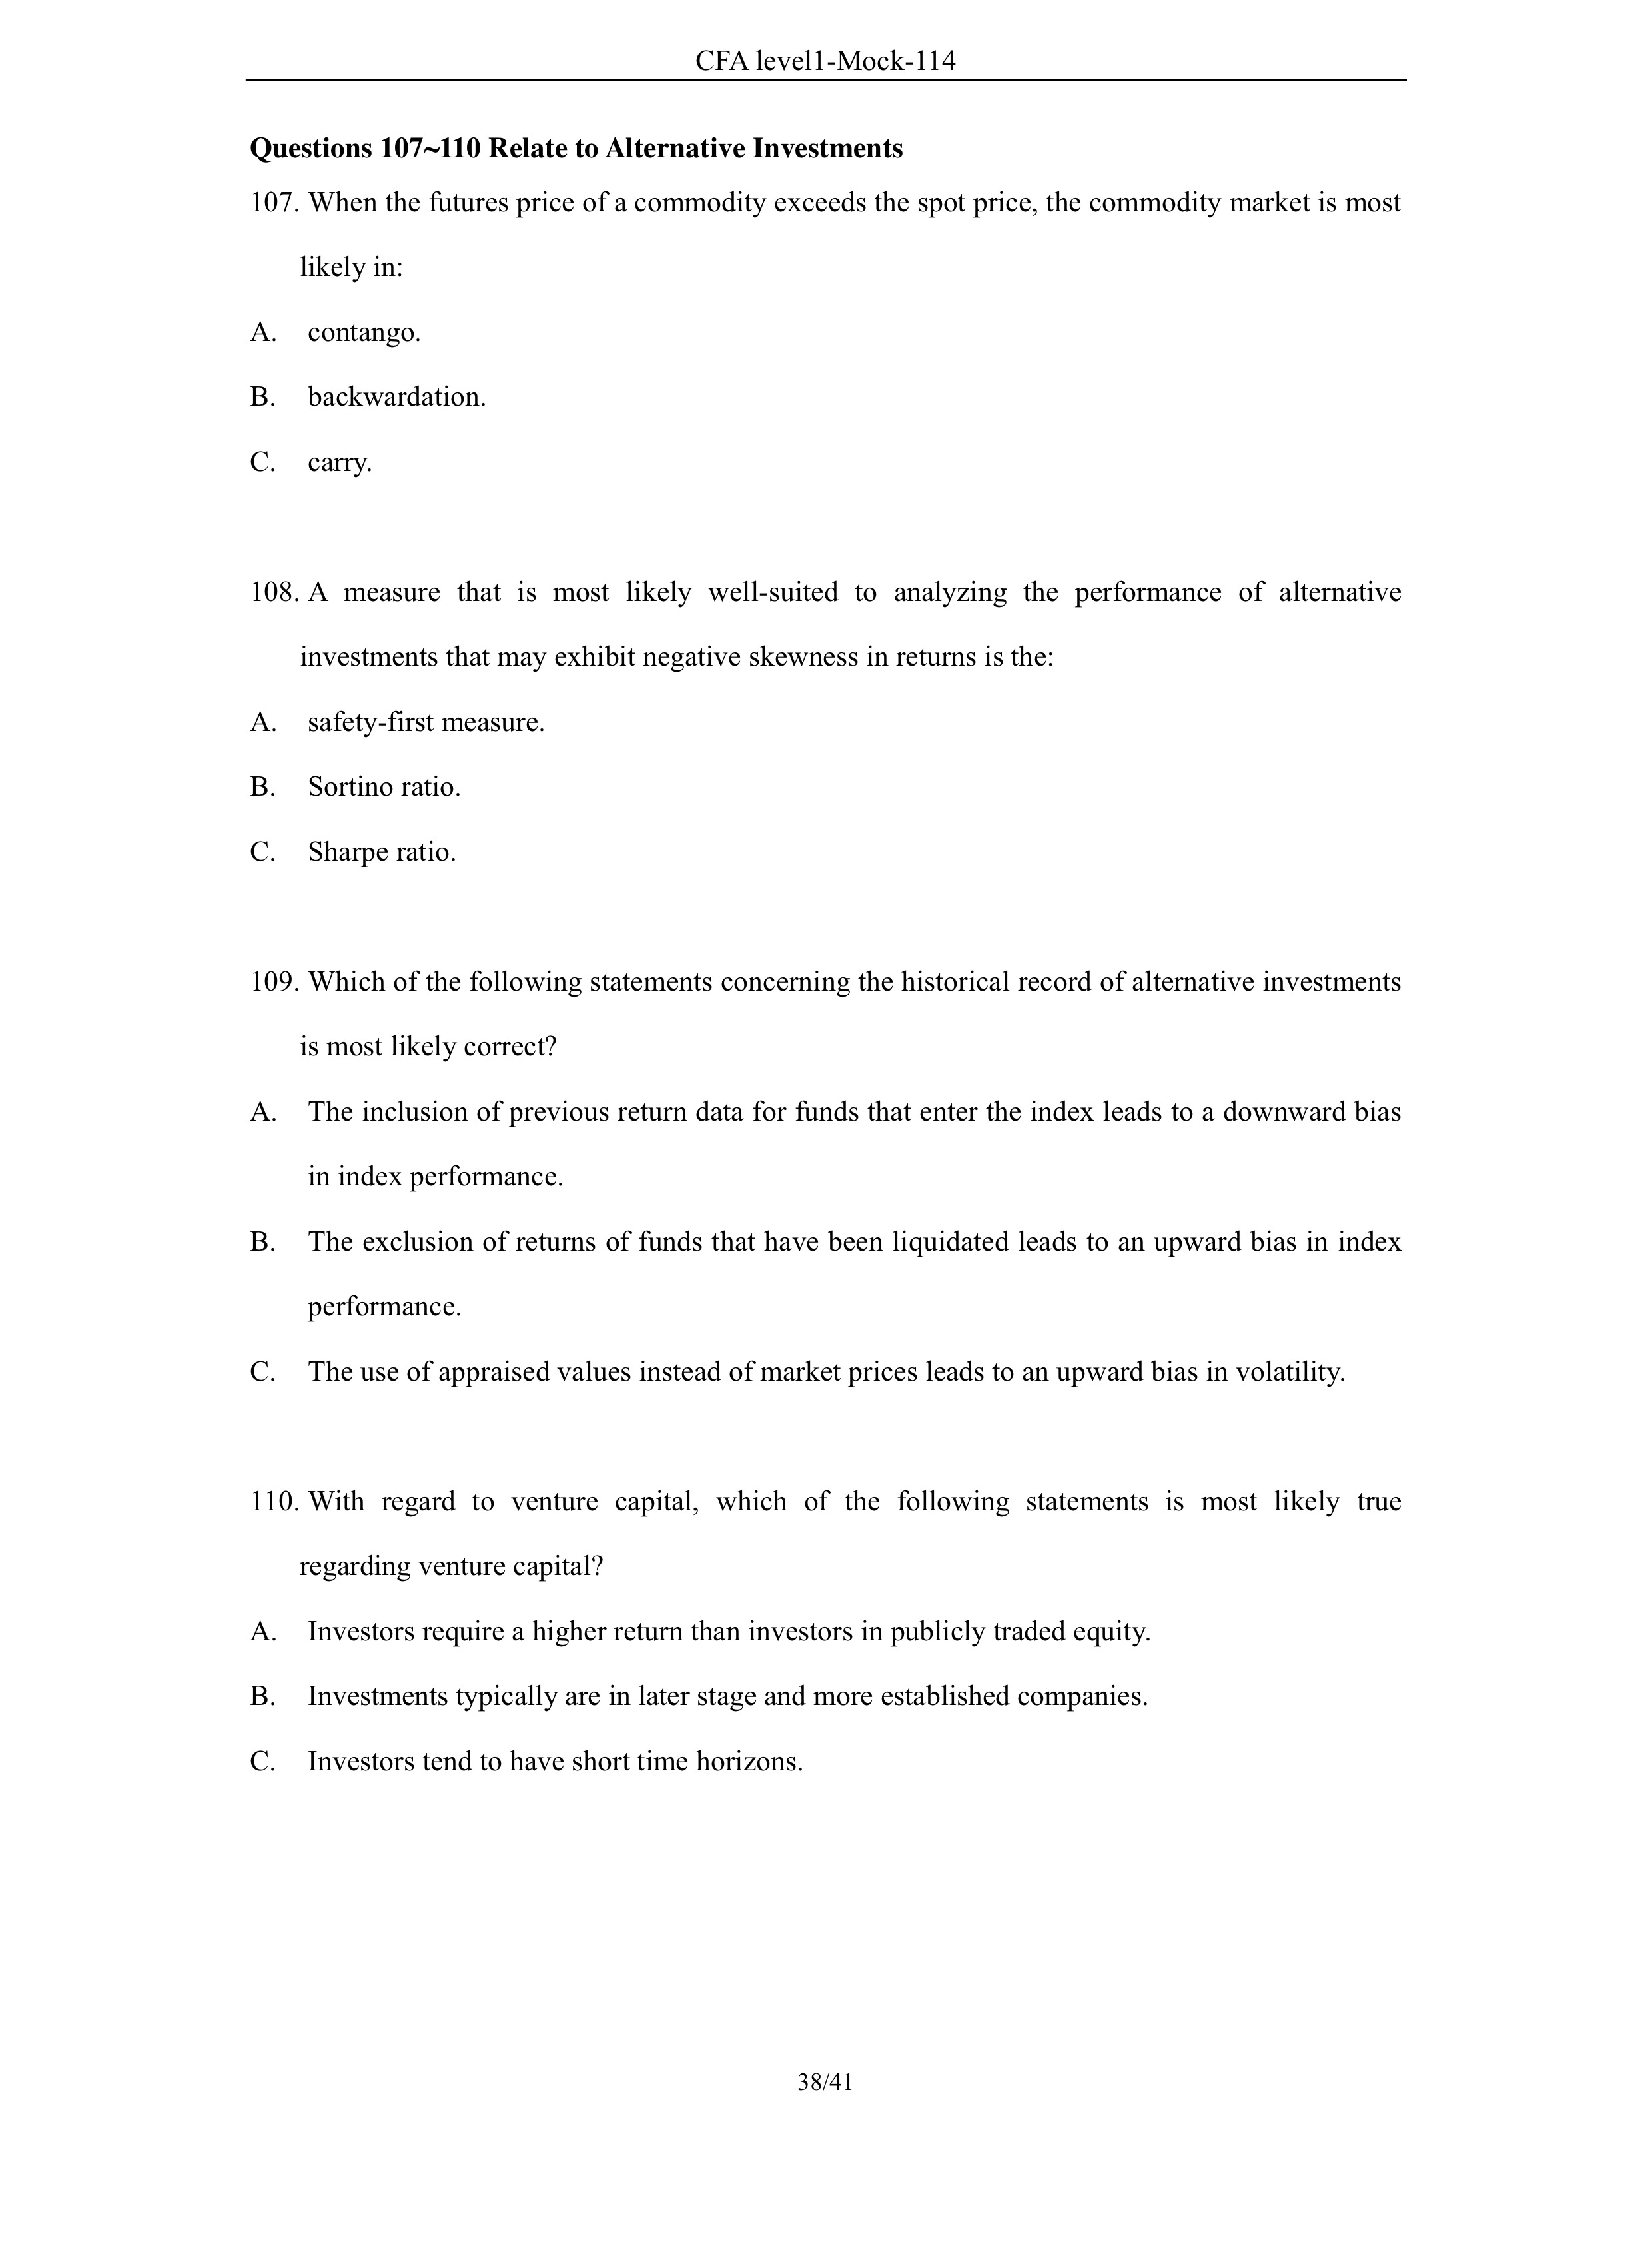 CFA level1-Mock-114
Questions 107~110 Relate to Alternative Investments
107. When the futures price of a commodity exceeds the spot price, the commodity market is most
likely in:
A. contango.
B. backwardation.
C. carry.
108. A measure that is most likely well-suited to analyzing the performance of alternative
investments that may exhibit negative skewness in returns is the:
A. safety-first measure.
B. Sortino ratio.
C. Sharpe ratio.
109. Which of the following statements concerning the historical record of alternative investments
is most likely correct?
A. The inclusion of previous return data for funds that enter the index leads to a downward bias
in index performance.
B. The exclusion of returns of funds that have been liquidated leads to an upward bias in index
performance.
C. The use of appraised values instead of market prices leads to an upward bias in volatility.
110. With regard to venture capital, which of the following statements is most likely true
regarding venture capital?
A. Investors require a higher return than investors in publicly traded equity.
B. Investments typically are in later stage and more established companies.
C. Investors tend to have short time horizons.
38/41